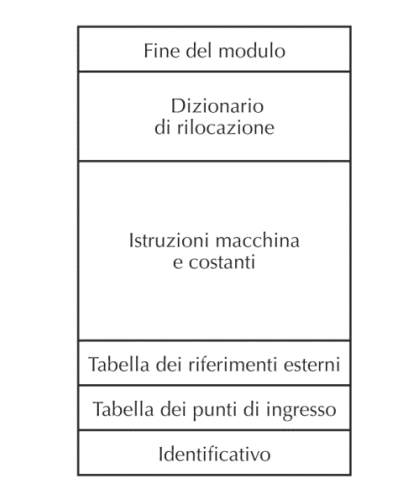 Fine del modulo
Dizionario
di rilocazione
Istruzioni macchina
e costanti
Tabella dei riferimenti esterni
Tabella dei punti di ingresso
Identificativo